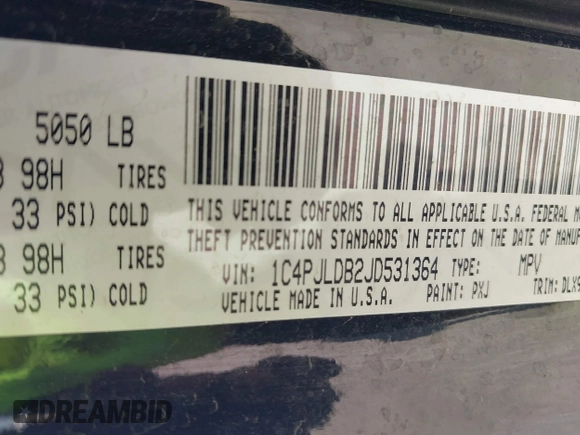 5050 LB
98H TIRES
33 PSI) COLD
98H TIRES
33 PSI) COLD
THIS VEHICLE CONFORMS TO ALL APPLICABLE U.S.A. FEDERAL
THEFT PREVENTION STANDARDS IN EFFECT ON THE DATE OF
VIN: 1C4PJLDB2JD531364 TYPE: MPV
VEHICLE MADE IN U.S.A. PAINT: PXJ TRIM:
DREAMBID